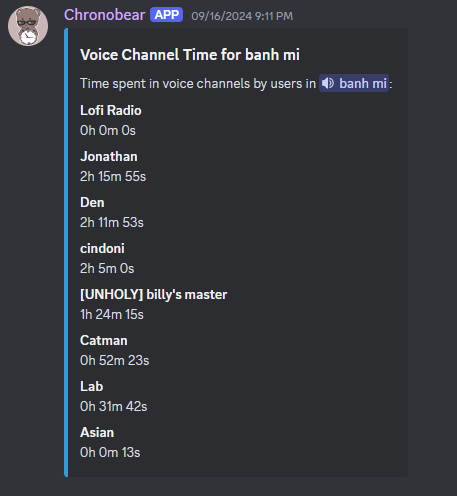 Chronobear APP 09/16/2024 9:11 PM
Voice Channel Time for banh mi
Time spent in voice channels by users in banh mi:
Lofi Radio
0h 0m 0s
Jonathan
2h 15m 55s
Den
2h 11m 53s
cindoni
2h 5m 0s
[UNHOLY] billy's master
1h 24m 15s
Catman
0h 52m 23s
Lab
0h 31m 42s
Asian
0h 0m 13s